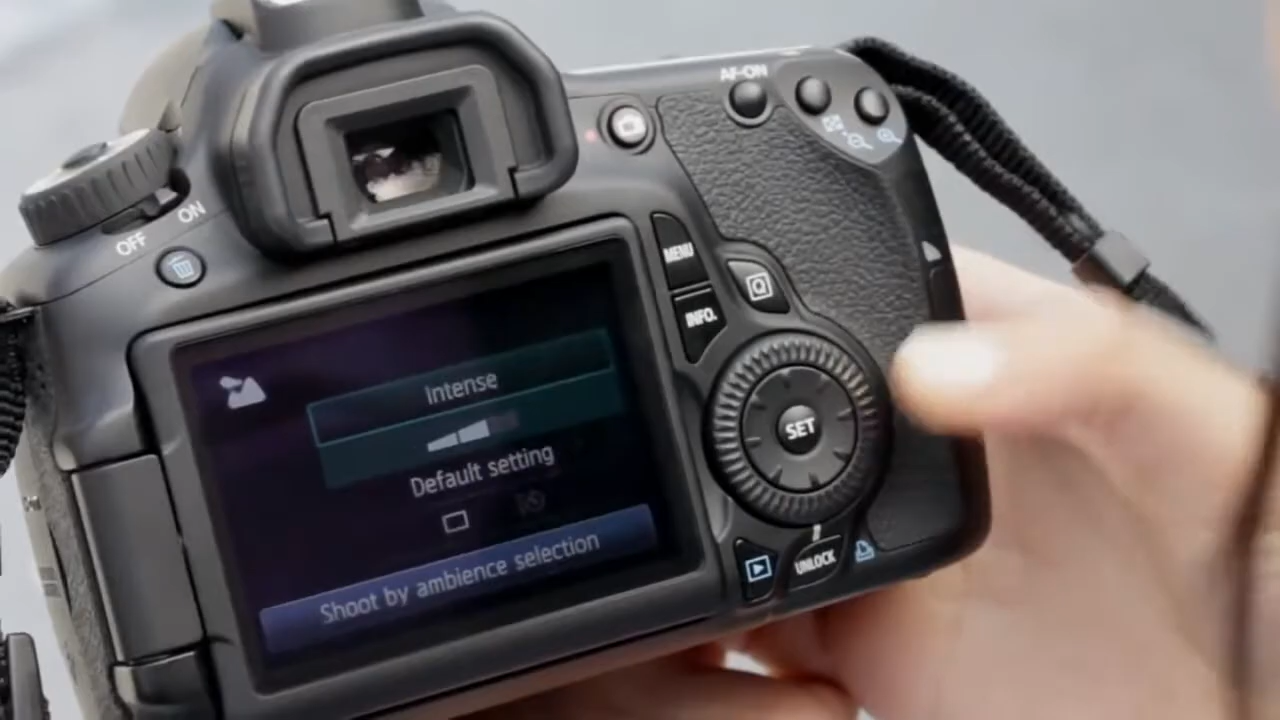 AF-ON
ON
OFF
MENU
Q
INFO.
Intense
SET
Default setting
Shoot by ambience selection
UNLOCK